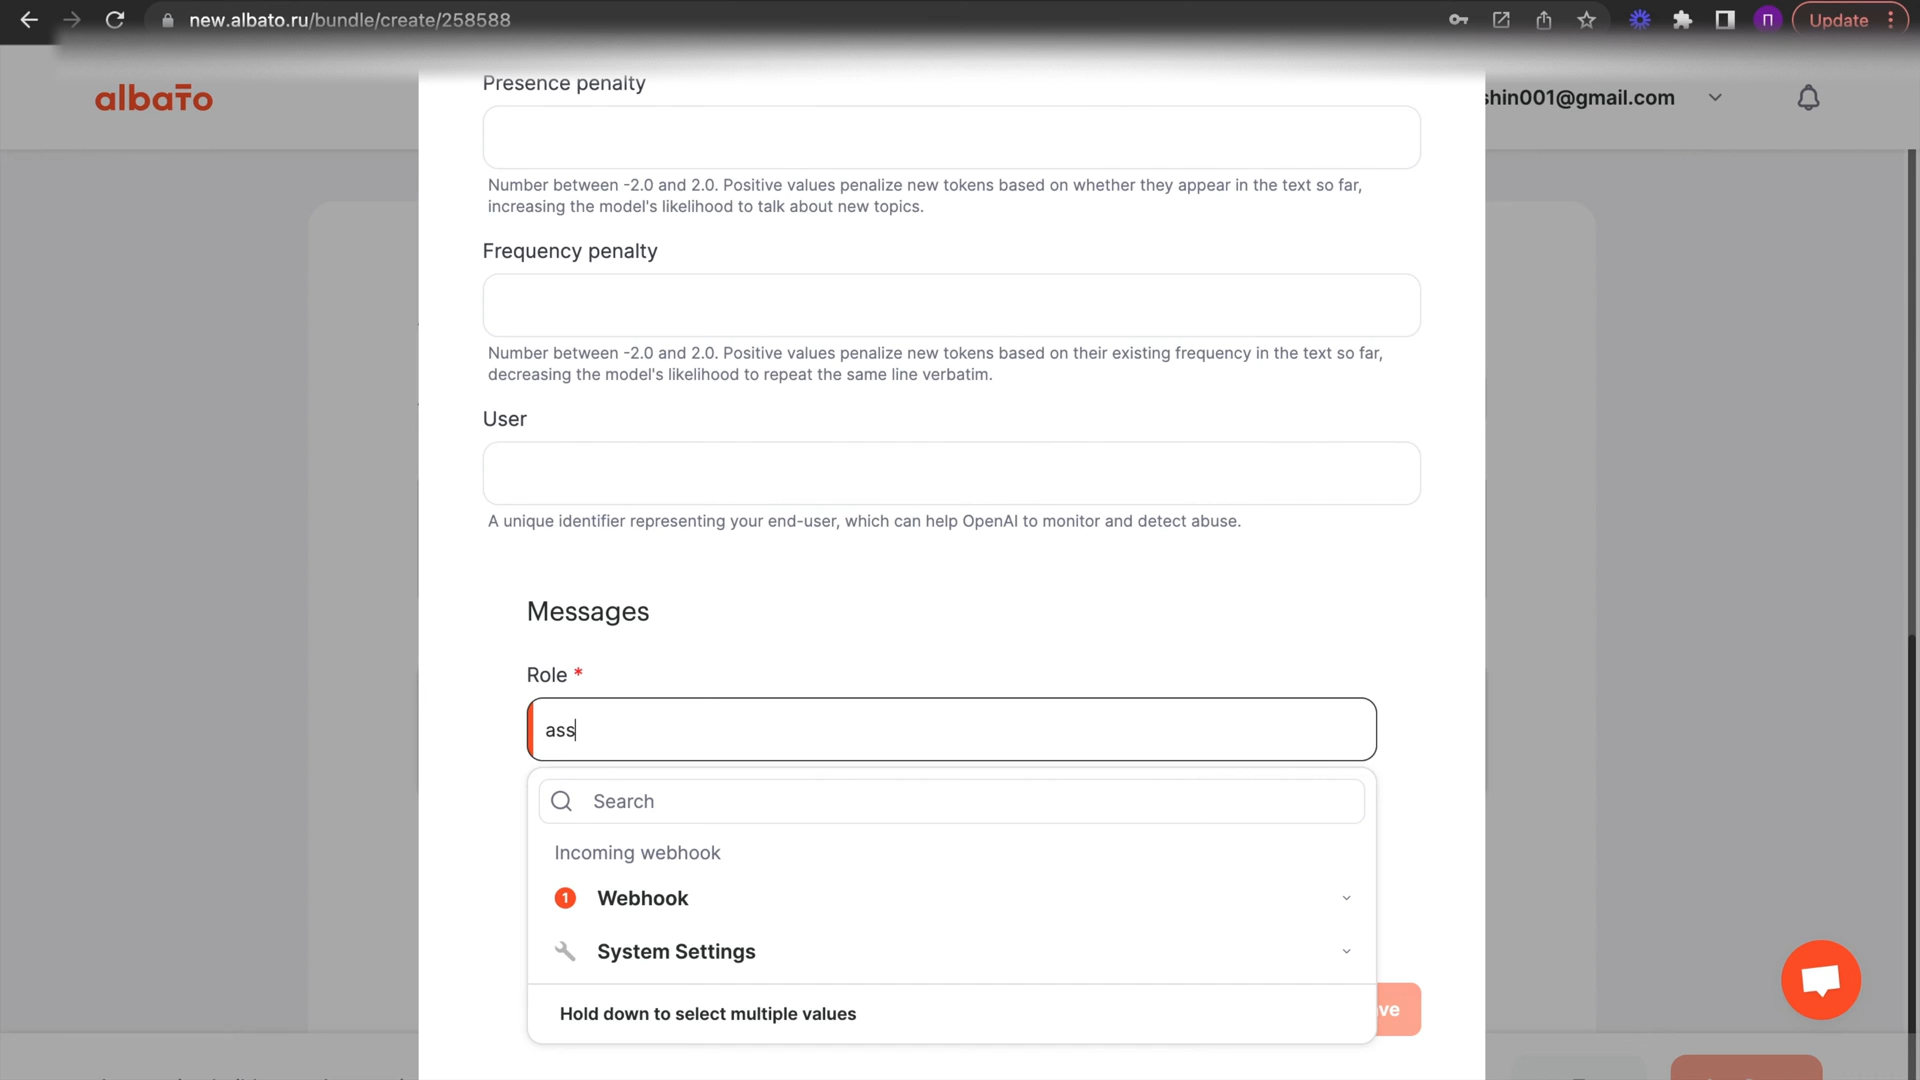 new.albato.ru/bundle/create/258588
П
Update
albato
shin001@gmail.com
Presence penalty
Number between -2.0 and 2.0. Positive values penalize new tokens based on whether they appear in the text so far,
increasing the model's likelihood to talk about new topics.
Frequency penalty
Number between -2.0 and 2.0. Positive values penalize new tokens based on their existing frequency in the text so far,
decreasing the model's likelihood to repeat the same line verbatim.
User
A unique identifier representing your end-user, which can help OpenAI to monitor and detect abuse.
Messages
Role *
ass
Search
Incoming webhook
1 Webhook
System Settings
Hold down to select multiple values
ve